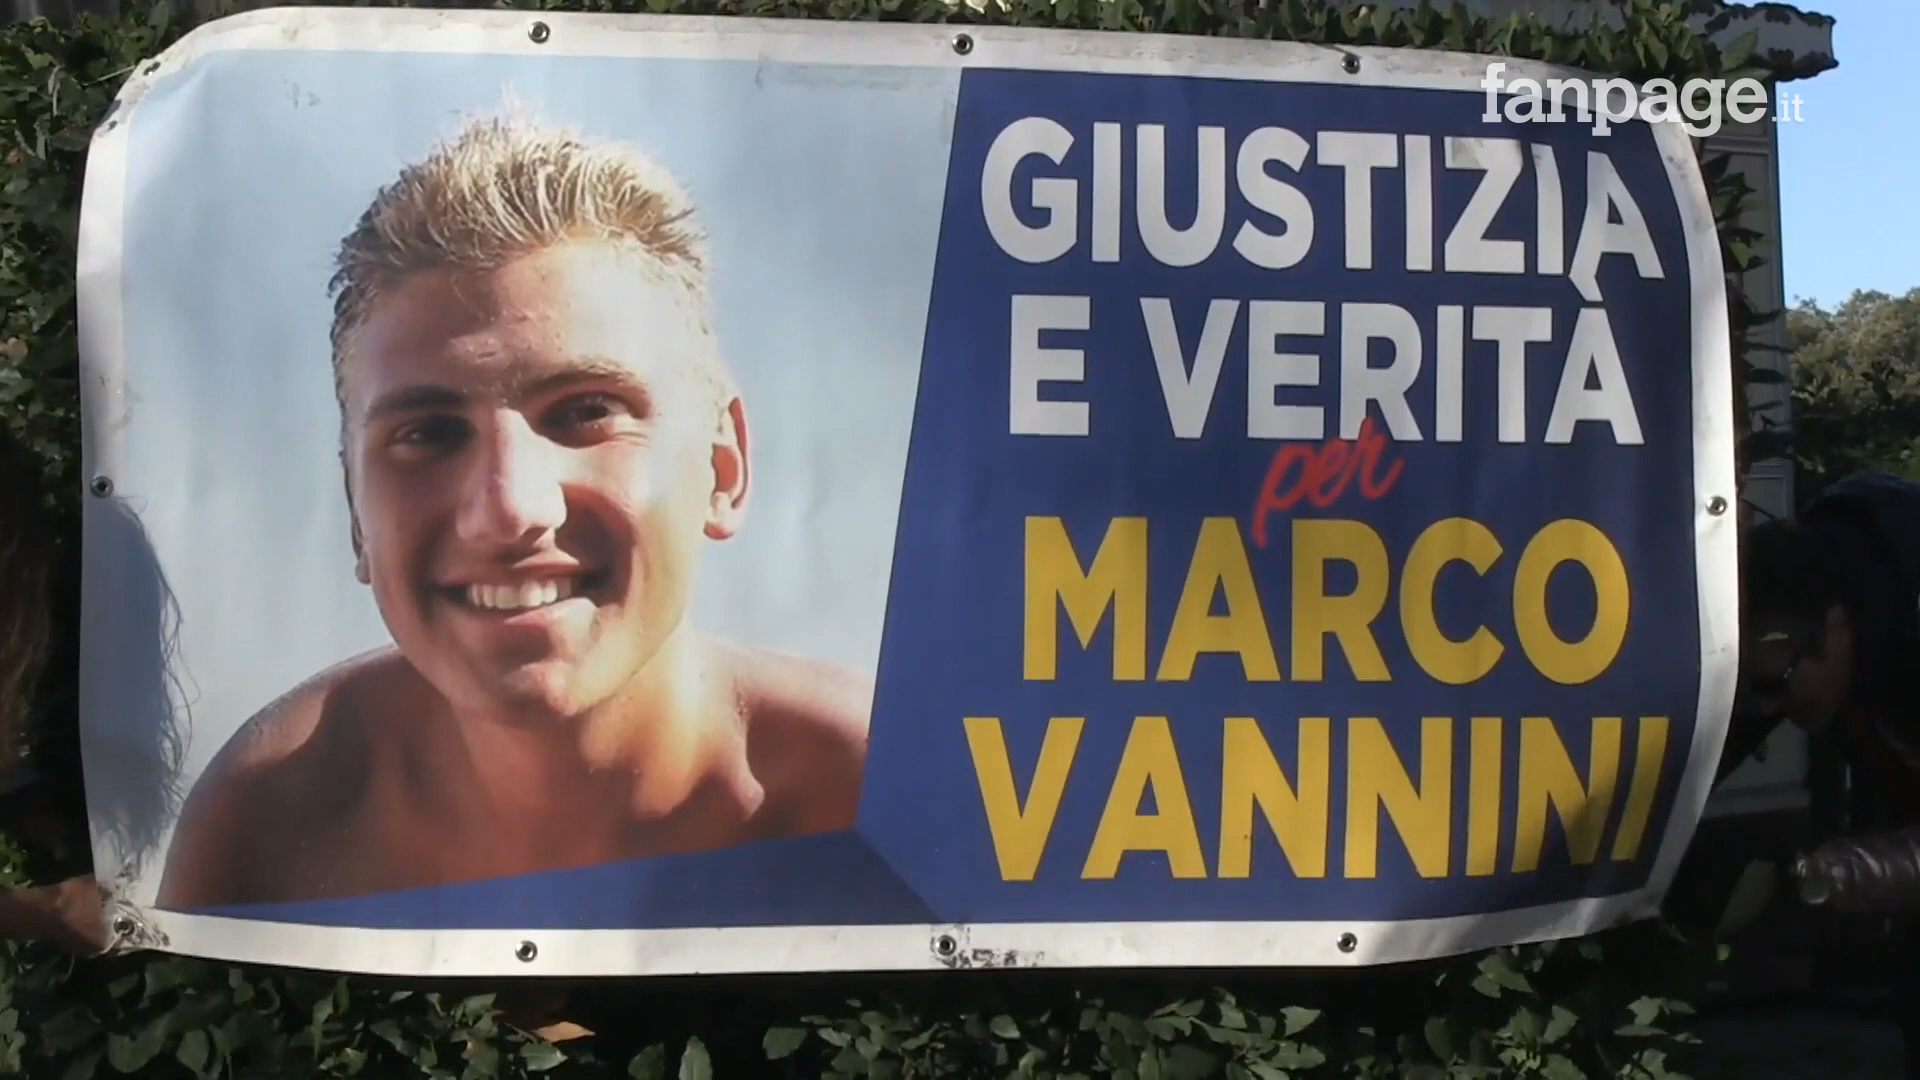 fanpage.it
GIUSTIZIA
E VERITÀ
per
MARCO
VANNINI